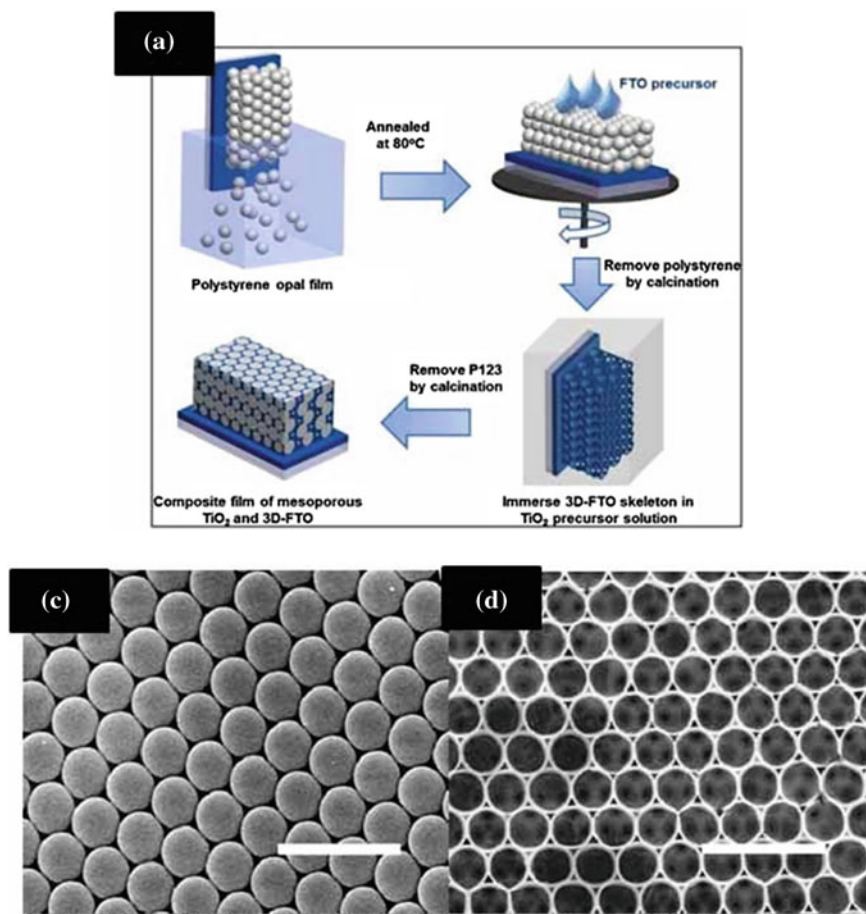 (a)
FTO precursor
Annealed
at 80°C
Polystyrene opal film
Remove polystyrene
by calcination
Remove P123
by calcination
Composite film of mesoporous
TiO₂ and 3D-FTO
Immerse 3D-FTO skeleton in
TiO₂ precursor solution
(c)
(d)